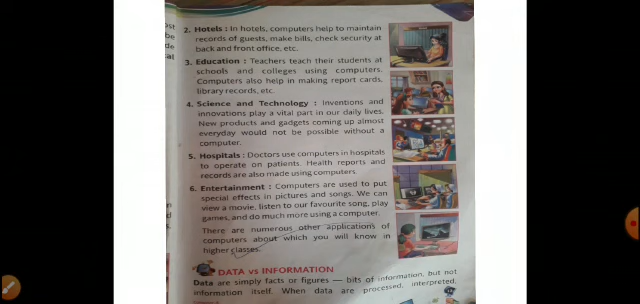 ost
be
de
al
2. Hotels : In hotels, computers help to maintain
records of guests, make bills, check security at
back and front office, etc.
3. Education : Teachers teach their students at
schools and colleges using computers.
Computers also help in making report cards,
library records, etc.
4. Science and Technology : Inventions and
innovations play a vital part in our daily lives.
New products and gadgets coming up almost
everyday would not be possible without a
computer.
5. Hospitals : Doctors use computers in hospitals
to operate on patients. Health reports and
records are also made using computers.
6. Entertainment : Computers are used to put
special effects in pictures and songs. We can
view a movie, listen to our favourite song, play
games, and do much more using a computer.
There are numerous other applications of
computers about which you will know in
higher classes.
DATA vs INFORMATION
Data are simply facts or figures — bits of information, but not
information itself. When data are processed, interpreted,